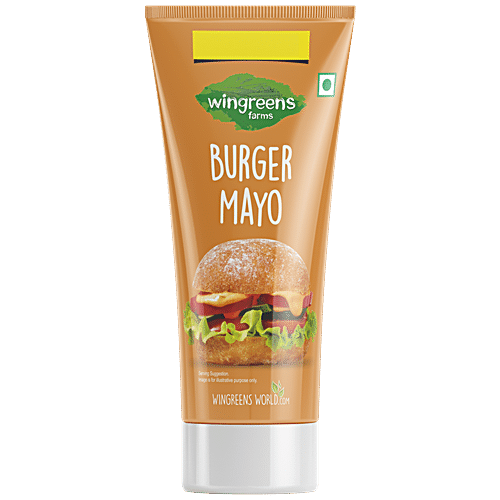 wingreens
farms
BURGER
MAYO
Serving Suggestion.
Image is for illustrative purpose only.
WINGREENS WORLD.com